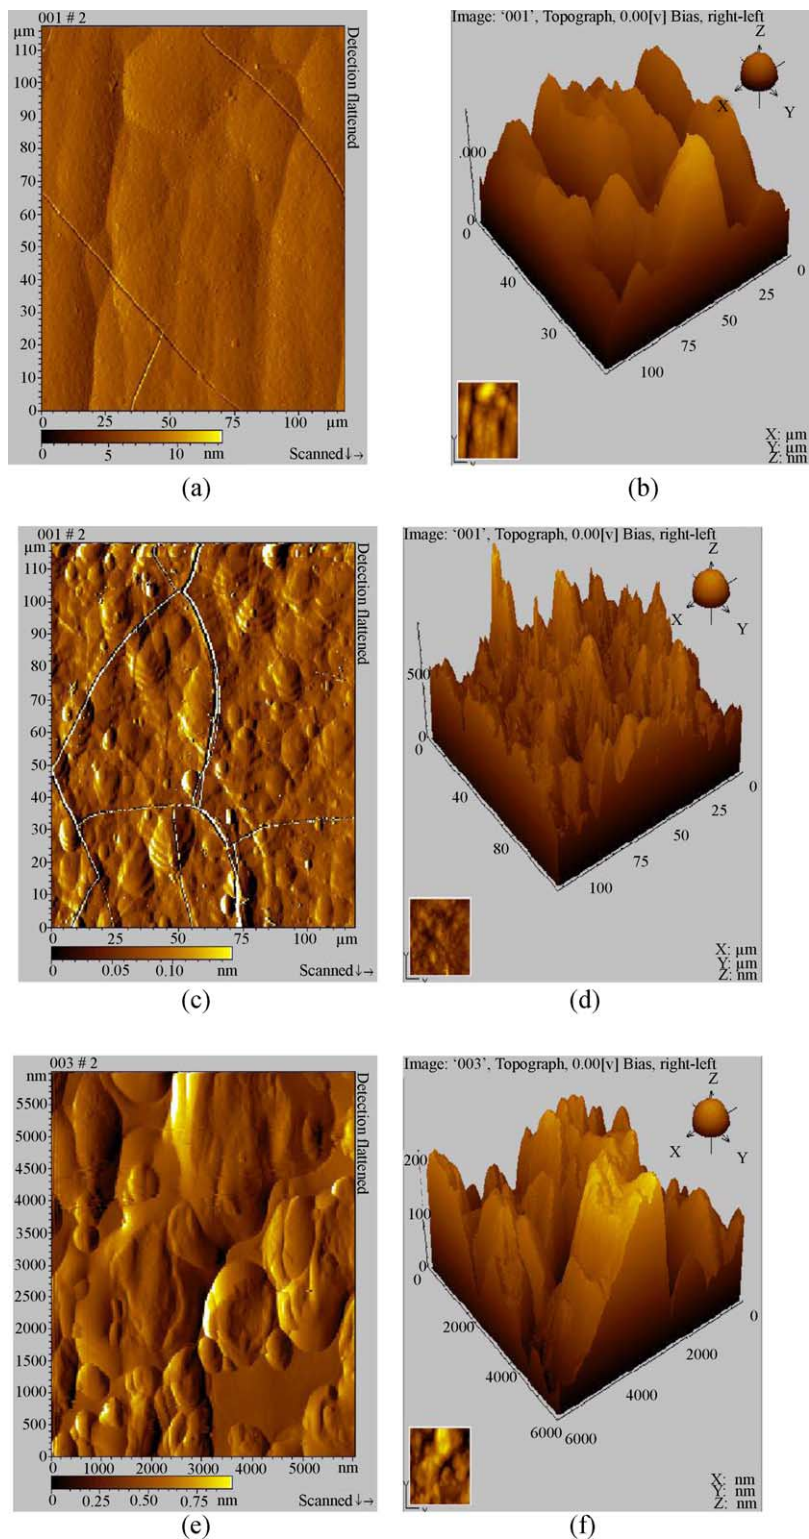 001 # 2
µm
110
100
90
80
70
60
50
40
30
20
10
0
Detection flattened
0 25 50 75 100 µm
0 5 10 nm Scanned↓→
(a)
Image: ‘001’, Topograph, 0.00[v] Bias, right-left
Z
X
Y
.000
0
0
40
30
0
25
50
75
100
X: µm
Y: µm
Z: nm
(b)
001 # 2
µm
110
100
90
80
70
60
50
40
30
20
10
0
Detection flattened
0 25 50 75 100 µm
0 0.05 0.10 nm Scanned↓→
(c)
Image: ‘001’, Topograph, 0.00[v] Bias, right-left
Z
X
Y
500
0
0
40
80
0
25
50
75
100
X: µm
Y: µm
Z: nm
(d)
003 # 2
nm
5500
5000
4500
4000
3500
3000
2500
2000
1500
1000
500
0
Detection flattened
0 1000 2000 3000 4000 5000 nm
0 0.25 0.50 0.75 nm Scanned↓→
(e)
Image: ‘003’, Topograph, 0.00[v] Bias, right-left
Z
X
Y
200
100
0
0
2000
4000
6000
0
2000
4000
6000
X: nm
Y: nm
Z: nm
(f)